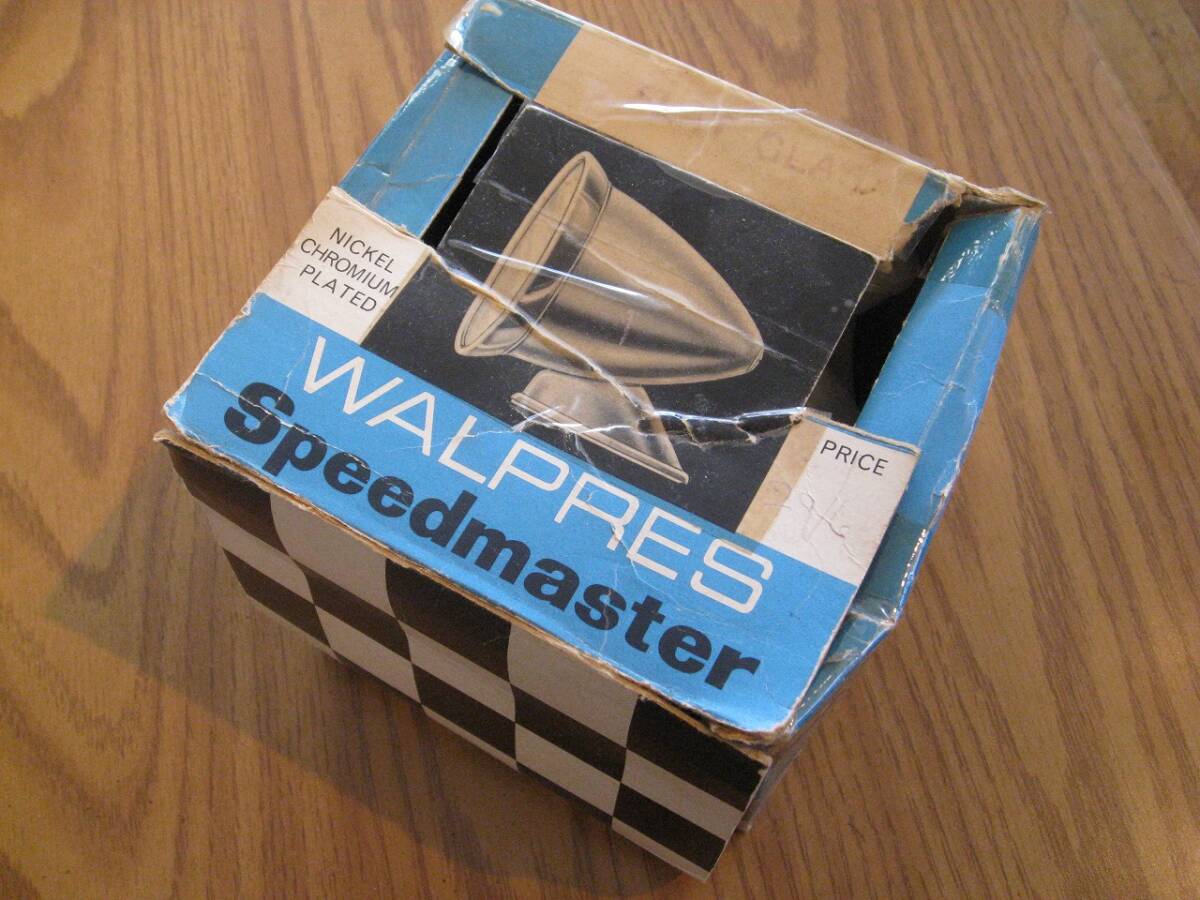 NICKEL
CHROMIUM
PLATED
WALPRES
Speedmaster
PRICE